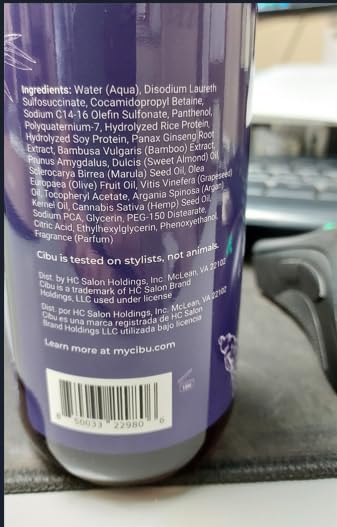 Ingredients: Water (Aqua), Disodium Laureth
Sulfosuccinate, Cocamidopropyl Betaine,
Sodium C14-16 Olefin Sulfonate, Panthenol,
Polyquaternium-7, Hydrolyzed Rice Protein,
Hydrolyzed Soy Protein, Panax Ginseng Root
Extract, Bambusa Vulgaris (Bamboo) Extract,
Prunus Amygdalus, Dulcis (Sweet Almond) Oil,
Sclerocarya Birrea (Marula) Seed Oil, Olea
Europaea (Olive) Fruit Oil, Vitis Vinefera (Grapeseed)
Oil, Tocopheryl Acetate, Argania Spinosa (Argan)
Kernel Oil, Cannabis Sativa (Hemp) Seed Oil,
Sodium PCA, Glycerin, PEG-150 Distearate,
Citric Acid, Ethylhexylglycerin, Phenoxyethanol,
Fragrance (Parfum)
Cibu is tested on stylists, not animals.
Dist. by HC Salon Holdings, Inc. McLean, VA 22102
Cibu is a trademark of HC Salon Brand
Holdings, LLC used under license
Dist. por HC Salon Holdings, Inc. McLean, VA 22102
Cibu es una marca registrada de HC Salon
Brand Holdings LLC utilizada bajo licencia
Learn more at mycibu.com
8 50033 22980 6